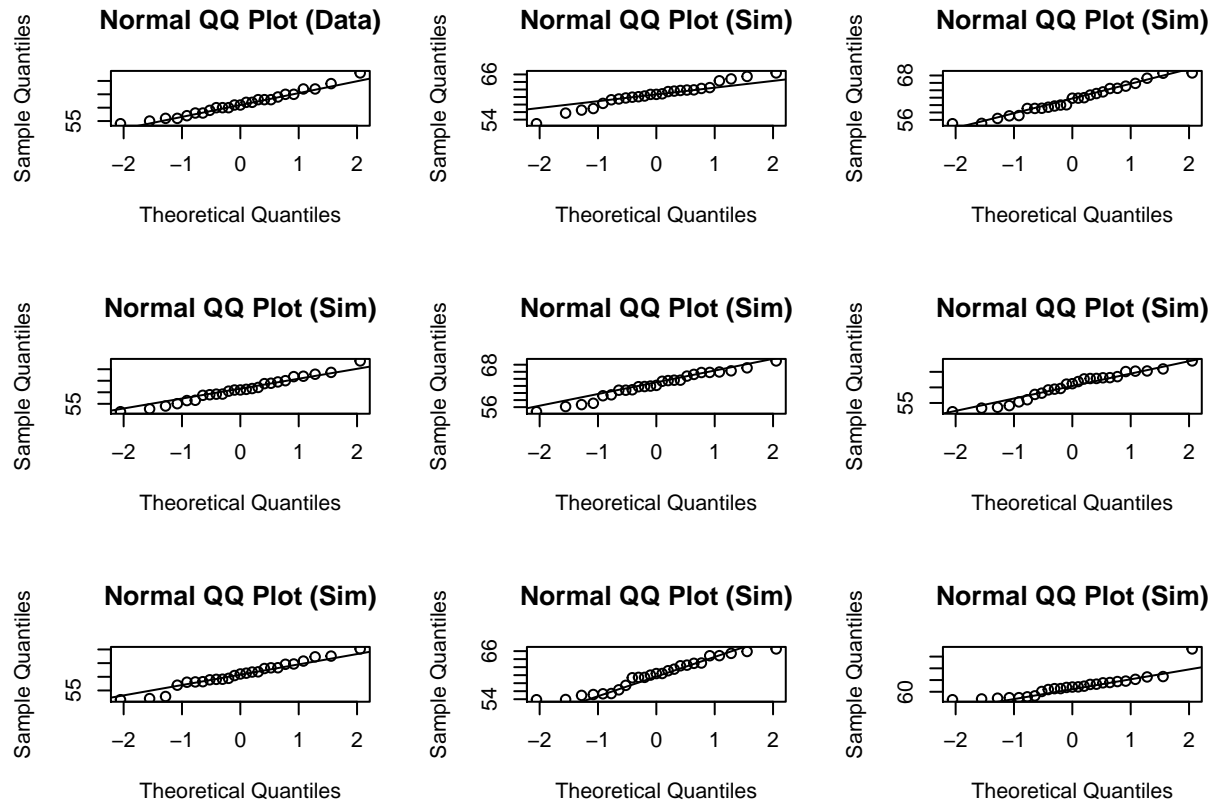 Normal QQ Plot (Data)
Sample Quantiles
55
−2 −1 0 1 2
Theoretical Quantiles
Normal QQ Plot (Sim)
Sample Quantiles
54 66
−2 −1 0 1 2
Theoretical Quantiles
Normal QQ Plot (Sim)
Sample Quantiles
56 68
−2 −1 0 1 2
Theoretical Quantiles
Normal QQ Plot (Sim)
Sample Quantiles
55
−2 −1 0 1 2
Theoretical Quantiles
Normal QQ Plot (Sim)
Sample Quantiles
56 68
−2 −1 0 1 2
Theoretical Quantiles
Normal QQ Plot (Sim)
Sample Quantiles
55
−2 −1 0 1 2
Theoretical Quantiles
Normal QQ Plot (Sim)
Sample Quantiles
55
−2 −1 0 1 2
Theoretical Quantiles
Normal QQ Plot (Sim)
Sample Quantiles
54 66
−2 −1 0 1 2
Theoretical Quantiles
Normal QQ Plot (Sim)
Sample Quantiles
60
−2 −1 0 1 2
Theoretical Quantiles